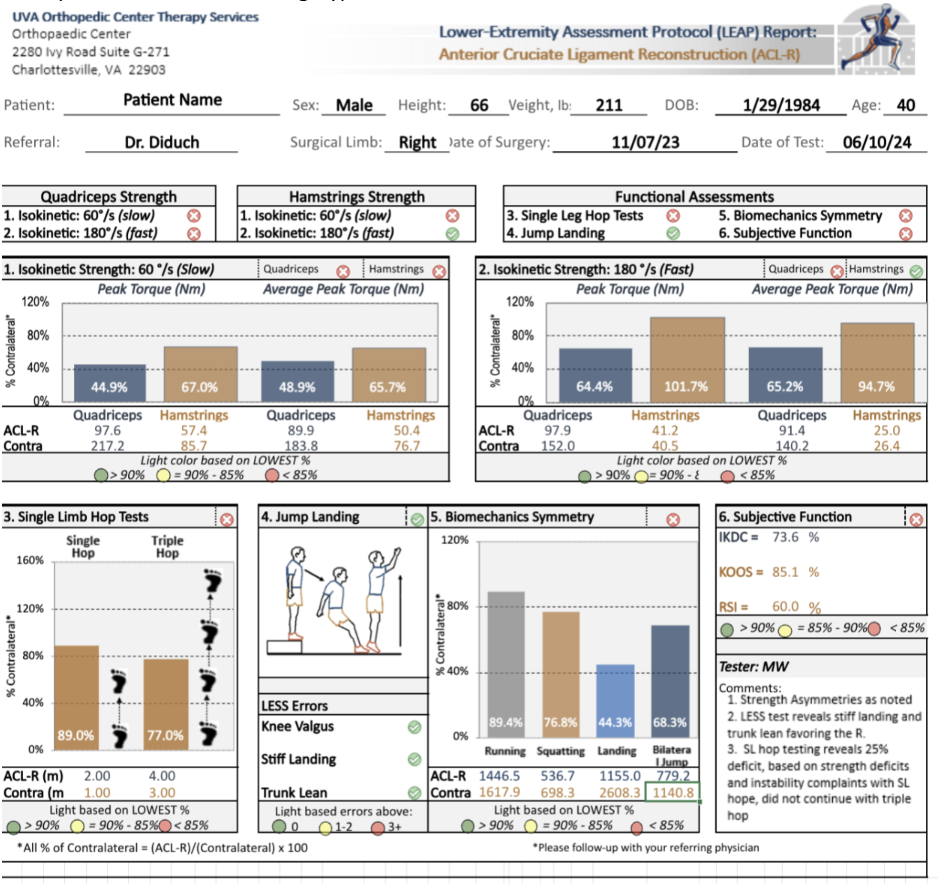 UVA Orthopedic Center Therapy Services
Orthopaedic Center
2280 Ivy Road Suite G-271
Charlottesville, VA 22903
Lower-Extremity Assessment Protocol (LEAP) Report:
Anterior Cruciate Ligament Reconstruction (ACL-R)
Patient: Patient Name Sex: Male Height: 66 Veight, lb: 211 DOB: 1/29/1984 Age: 40
Referral: Dr. Diduch Surgical Limb: Right )ate of Surgery: 11/07/23 Date of Test: 06/10/24
Quadriceps Strength
1. Isokinetic: 60°/s (slow)
2. Isokinetic: 180°/s (fast)
Hamstrings Strength
1. Isokinetic: 60°/s (slow)
2. Isokinetic: 180°/s (fast)
Functional Assessments
3. Single Leg Hop Tests 5. Biomechanics Symmetry
4. Jump Landing 6. Subjective Function
1. Isokinetic Strength: 60 °/s (Slow) Quadriceps Hamstrings
Peak Torque (Nm) Average Peak Torque (Nm)
% Contralateral*
120%
80%
40%
0%
44.9% 67.0% 48.9% 65.7%
Quadriceps Hamstrings Quadriceps Hamstrings
ACL-R 97.6 57.4 89.9 50.4
Contra 217.2 85.7 183.8 76.7
Light color based on LOWEST %
> 90% = 90% - 85% < 85%
2. Isokinetic Strength: 180 °/s (Fast) Quadriceps Hamstrings
Peak Torque (Nm) Average Peak Torque (Nm)
% Contralateral*
120%
80%
40%
0%
64.4% 101.7% 65.2% 94.7%
Quadriceps Hamstrings Quadriceps Hamstrings
ACL-R 97.9 41.2 91.4 25.0
Contra 152.0 40.5 140.2 26.4
Light color based on LOWEST %
> 90% = 90% - < 85%
3. Single Limb Hop Tests
Single Hop
Triple Hop
% Contralateral*
160%
120%
80%
40%
0%
89.0% 77.0%
ACL-R (m) 2.00 4.00
Contra (m 1.00 3.00
Light based on LOWEST %
> 90% = 90% - 85% < 85%
4. Jump Landing
LESS Errors
Knee Valgus
Stiff Landing
Trunk Lean
Light based errors above:
0 1-2 3+
5. Biomechanics Symmetry
% Contralateral*
120%
80%
40%
0%
89.4% 76.8% 44.3% 68.3%
Running Squatting Landing Bilatera
l Jump
ACL-R 1446.5 536.7 1155.0 779.2
Contra 1617.9 698.3 2608.3 1140.8
Light based on LOWEST %
> 90% = 90% - 85% < 85%
6. Subjective Function
IKDC = 73.6 %
KOOS = 85.1 %
RSI = 60.0 %
> 90% = 85% - 90% < 85%
Tester: MW
Comments:
1. Strength Asymmetries as noted
2. LESS test reveals stiff landing and
trunk lean favoring the R.
3. SL hop testing reveals 25%
deficit, based on strength deficits
and instability complaints with SL
hope, did not continue with triple
hop
*All % of Contralateral = (ACL-R)/(Contralateral) x 100
*Please follow-up with your referring physician